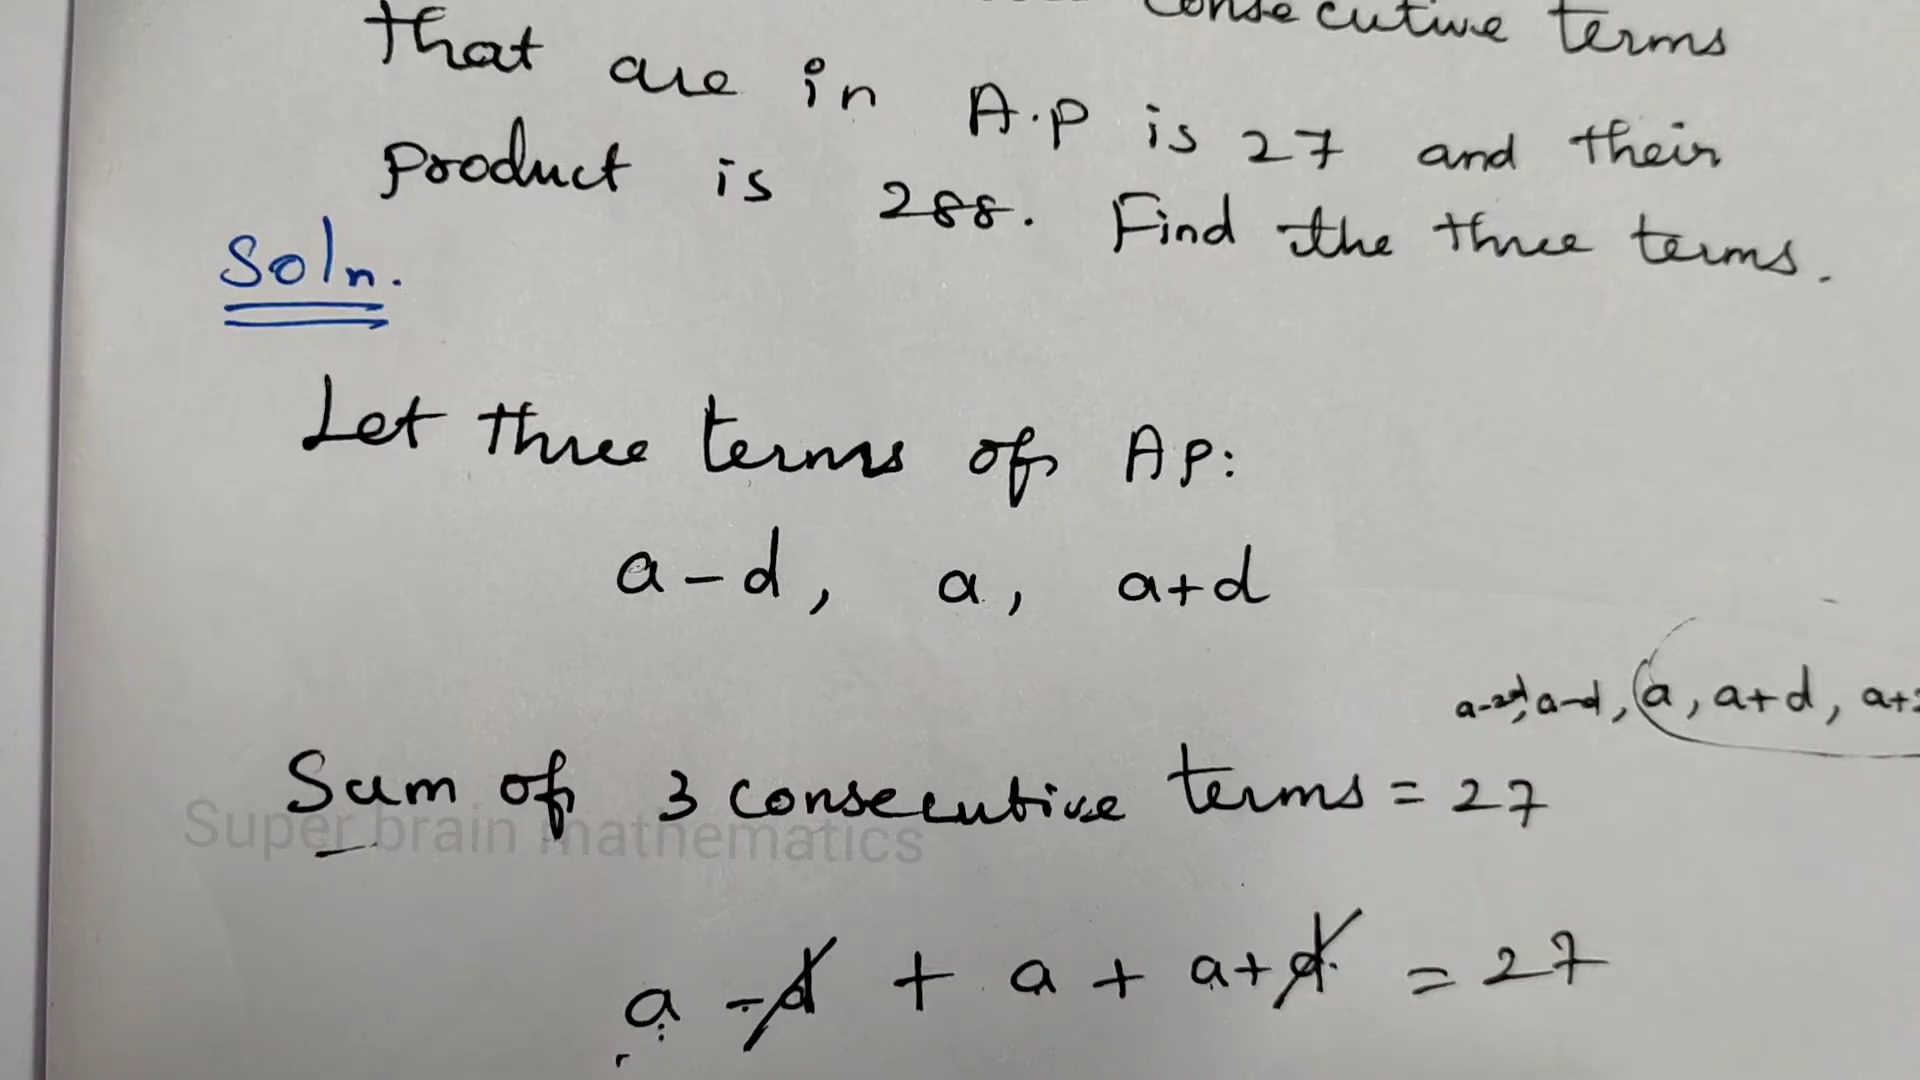 consecutive terms
that are in A.P is 27 and their
product is 288. Find the three terms.
Soln.
Let three terms of AP:
a-d, a, a+d
a-2d, a-d, (a, a+d, a+2
Sum of 3 consecutive terms = 27
Super brain mathematics
a -d + a + a+d = 27